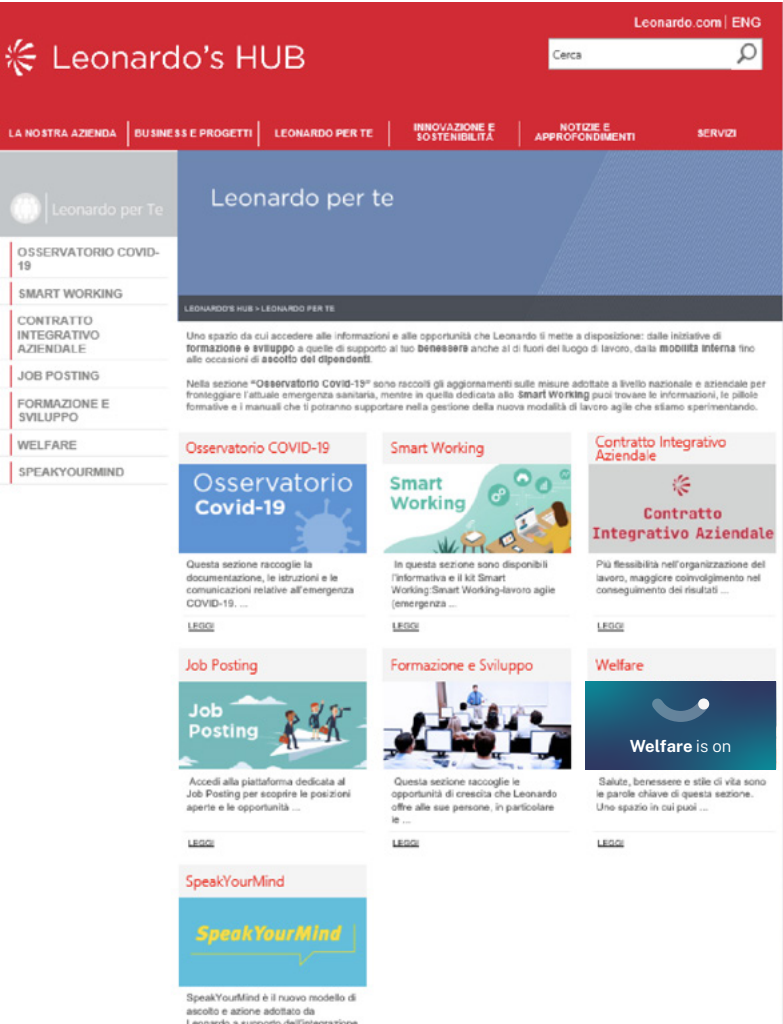 Leonardo.com | ENG
Leonardo's HUB
Cerca
LA NOSTRA AZIENDA
BUSINESS E PROGETTI
LEONARDO PER TE
INNOVAZIONE E
SOSTENIBILITÀ
NOTIZIE E
APPROFONDIMENTI
SERVIZI
Leonardo per Te
OSSERVATORIO COVID-
19
SMART WORKING
CONTRATTO
INTEGRATIVO
AZIENDALE
JOB POSTING
FORMAZIONE E
SVILUPPO
WELFARE
SPEAKYOURMIND
Leonardo per te
LEONARDO'S HUB > LEONARDO PER TE
Uno spazio da cui accedere alle informazioni e alle opportunità che Leonardo ti mette a disposizione: dalle iniziative di
formazione e sviluppo a quelle di supporto al tuo benessere anche al di fuori del luogo di lavoro, dalla mobilità interna fino
alle occasioni di ascolto dei dipendenti.
Nella sezione "Osservatorio Covid-19" sono raccolti gli aggiornamenti sulle misure adottate a livello nazionale e aziendale per
fronteggiare l'attuale emergenza sanitaria, mentre in quella dedicata allo Smart Working puoi trovare le informazioni, le pillole
formative e i manuali che ti potranno supportare nella gestione della nuova modalità di lavoro agile che stiamo sperimentando.
Osservatorio COVID-19
Osservatorio
Covid-19
Questa sezione raccoglie la
documentazione, le istruzioni e le
comunicazioni relative all'emergenza
COVID-19. ...
LEGGI
Smart Working
Smart
Working
In questa sezione sono disponibili
l'informativa e il kit Smart
Working:Smart Working-lavoro agile
(emergenza ...
LEGGI
Contratto Integrativo
Aziendale
Contratto
Integrativo Aziendale
Più flessibilità nell'organizzazione del
lavoro, maggiore coinvolgimento nel
conseguimento dei risultati ...
LEGGI
Job Posting
Job
Posting
Accedi alla piattaforma dedicata al
Job Posting per scoprire le posizioni
aperte e le opportunità ...
LEGGI
Formazione e Sviluppo
Questa sezione raccoglie le
opportunità di crescita che Leonardo
offre alle sue persone, in particolare
le ...
LEGGI
Welfare
Welfare is on
Salute, benessere e stile di vita sono
le parole chiave di questa sezione.
Uno spazio in cui puoi ...
LEGGI
SpeakYourMind
SpeakYourMind
SpeakYourMind è il nuovo modello di
ascolto e azione adottato da
Leonardo a supporto dell'integrazione